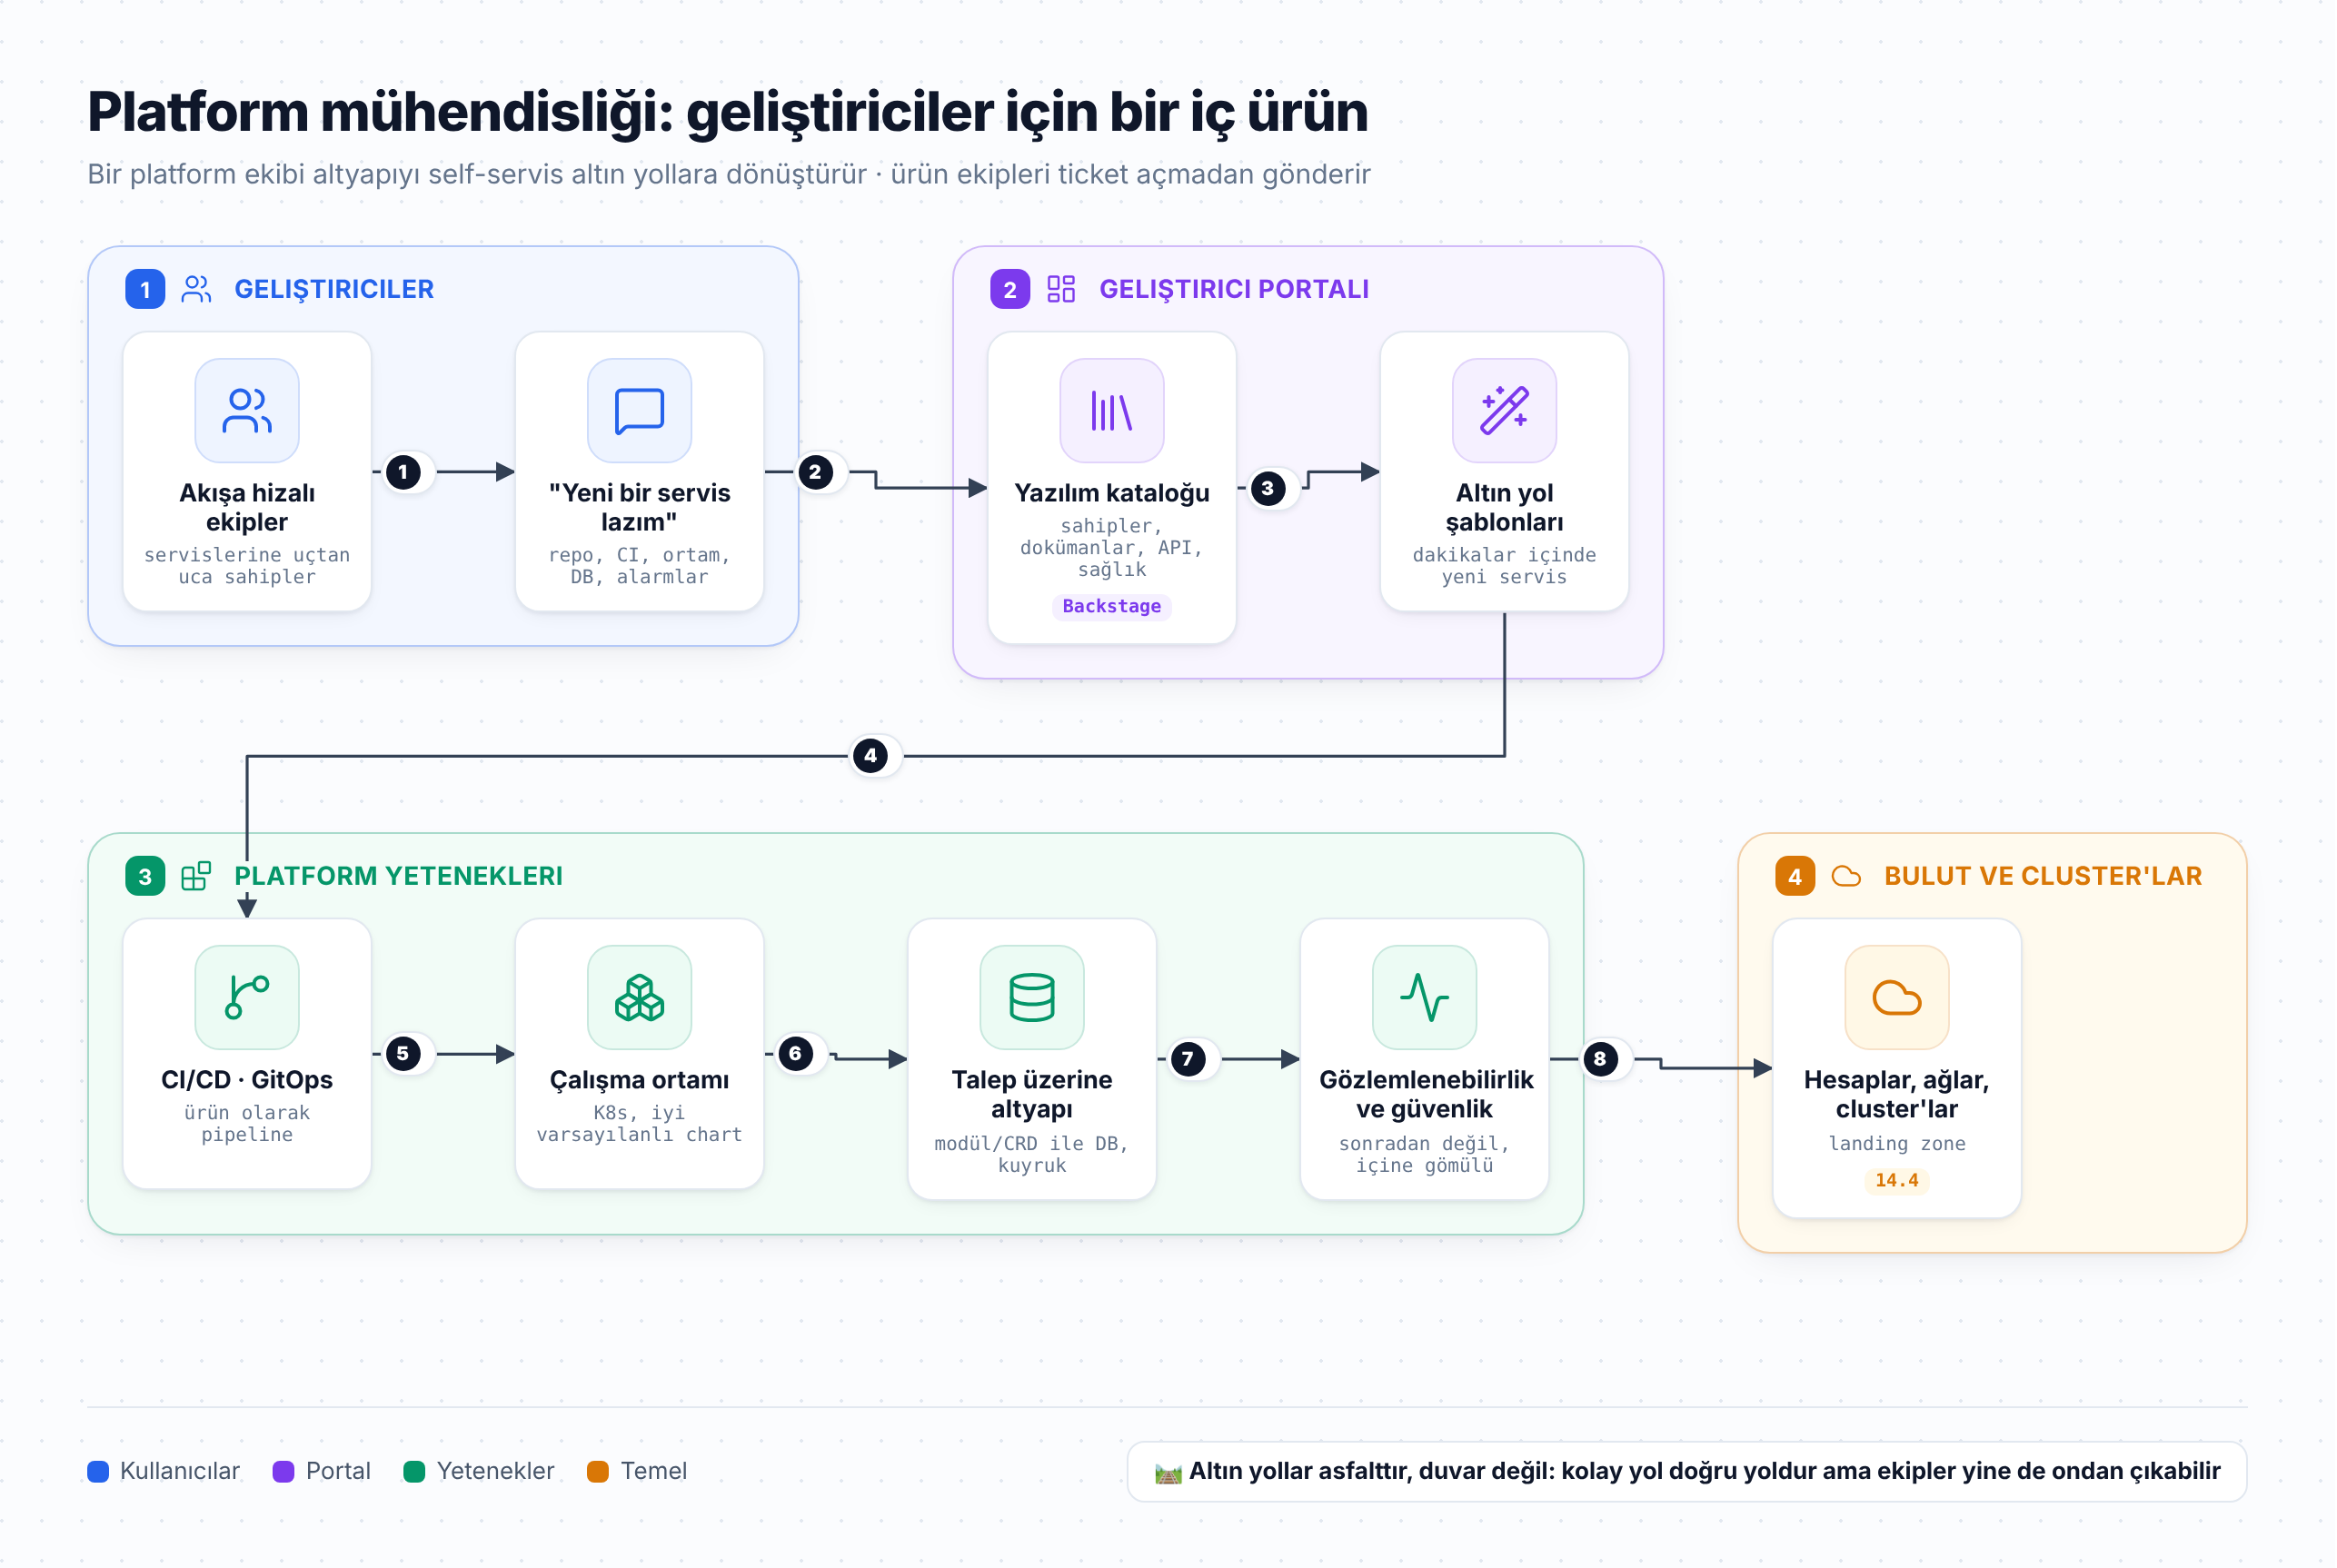 Platform mühendisliği: geliştiriciler için bir iç ürün
Bir platform ekibi altyapıyı self-servis altın yollara dönüştürür · ürün ekipleri ticket açmadan gönderir
1 GELIŞTIRICILER
Akışa hizalı
ekipler
servislerine uçtan
uca sahipler
1
"Yeni bir servis
lazım"
repo, CI, ortam,
DB, alarmlar
2
2 GELIŞTIRICI PORTALI
Yazılım kataloğu
sahipler,
dokümanlar, API,
sağlık
Backstage
3
Altın yol
şablonları
dakikalar içinde
yeni servis
4
3 PLATFORM YETENEKLERI
CI/CD · GitOps
ürün olarak
pipeline
5
Çalışma ortamı
K8s, iyi
varsayılanlı chart
6
Talep üzerine
altyapı
modül/CRD ile DB,
kuyruk
7
Gözlemlenebilirlik
ve güvenlik
sonradan değil,
içine gömülü
8
4 BULUT VE CLUSTER'LAR
Hesaplar, ağlar,
cluster'lar
landing zone
14.4
Kullanıcılar Portal Yetenekler Temel
Altın yollar asfalttır, duvar değil: kolay yol doğru yoldur ama ekipler yine de ondan çıkabilir